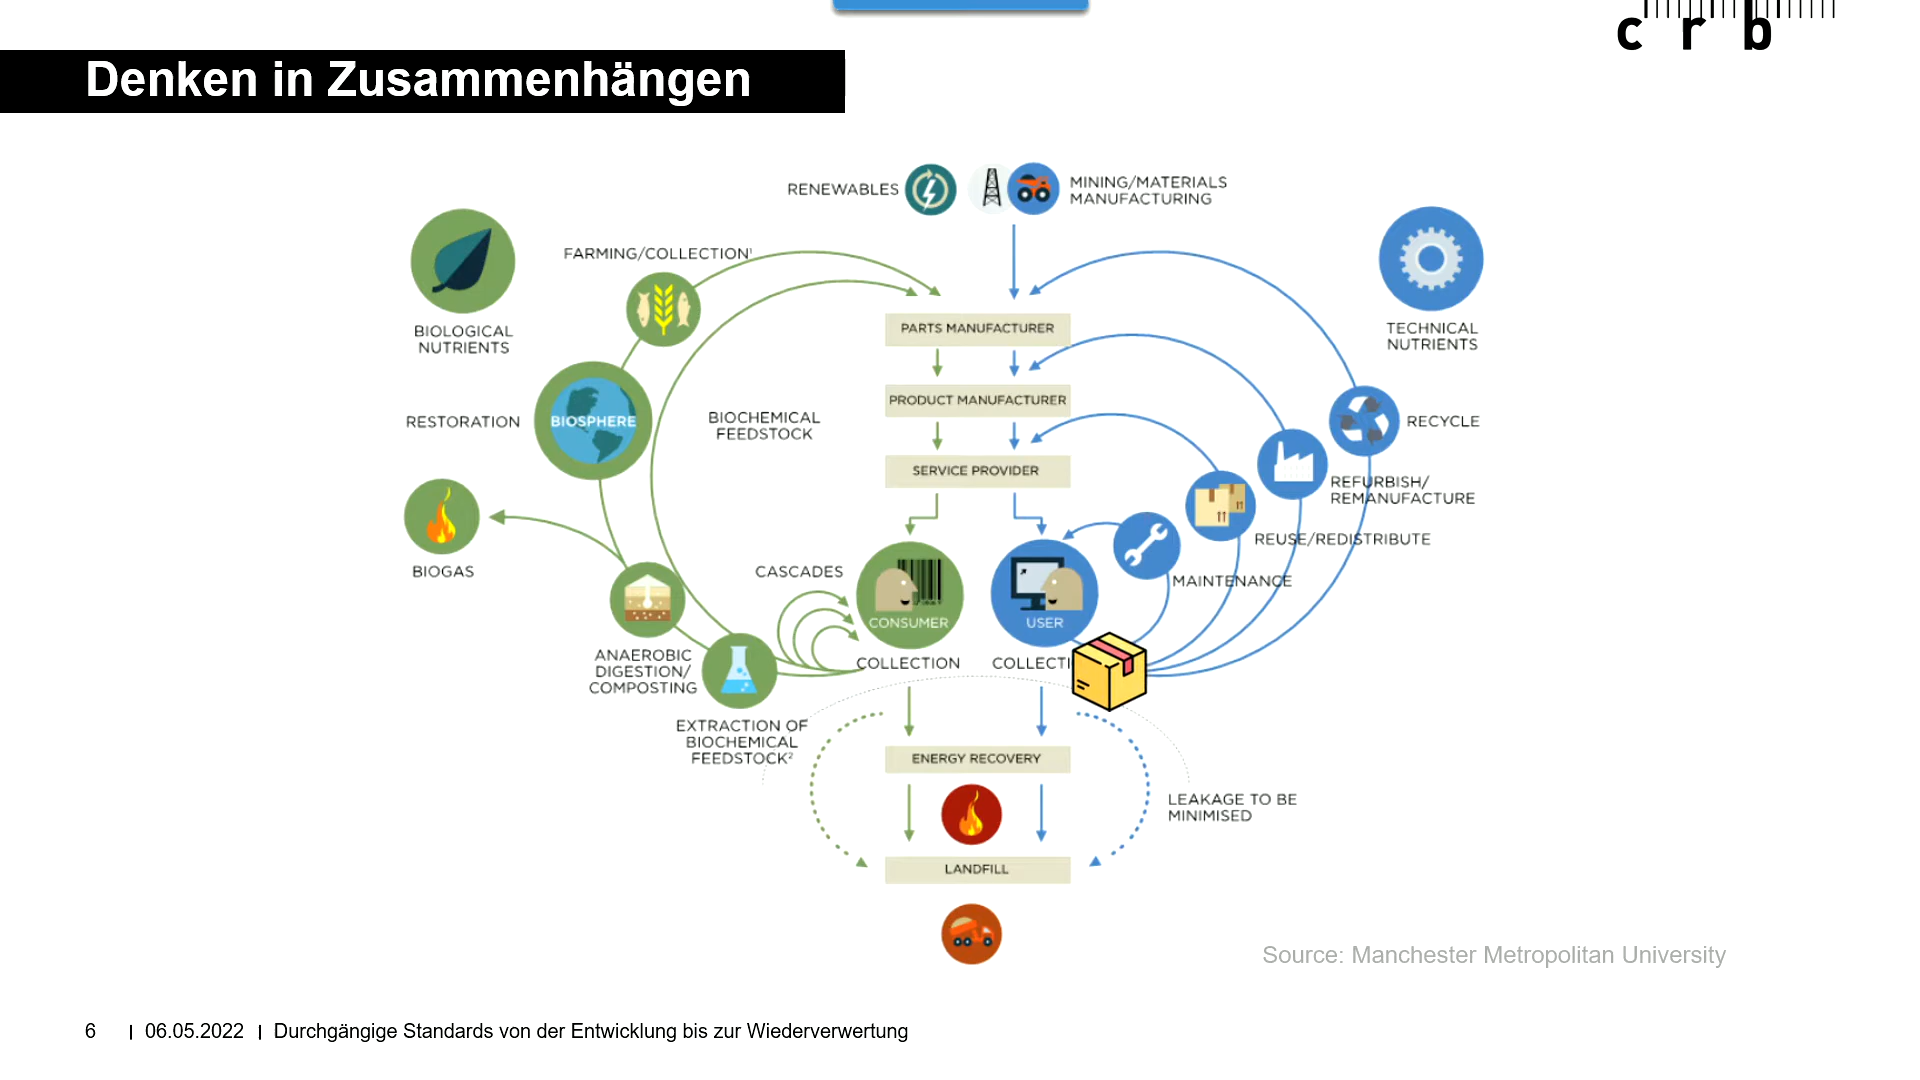 crb
Denken in Zusammenhängen
RENEWABLES
MINING/MATERIALS
MANUFACTURING
FARMING/COLLECTION¹
BIOLOGICAL
NUTRIENTS
TECHNICAL
NUTRIENTS
PARTS MANUFACTURER
RESTORATION
BIOSPHERE
BIOCHEMICAL
FEEDSTOCK
PRODUCT MANUFACTURER
RECYCLE
SERVICE PROVIDER
REFURBISH/
REMANUFACTURE
REUSE/REDISTRIBUTE
BIOGAS
CASCADES
MAINTENANCE
CONSUMER
USER
COLLECTION
COLLECTI
ANAEROBIC
DIGESTION/
COMPOSTING
EXTRACTION OF
BIOCHEMICAL
FEEDSTOCK²
ENERGY RECOVERY
LEAKAGE TO BE
MINIMISED
LANDFILL
Source: Manchester Metropolitan University
6 | 06.05.2022 | Durchgängige Standards von der Entwicklung bis zur Wiederverwertung